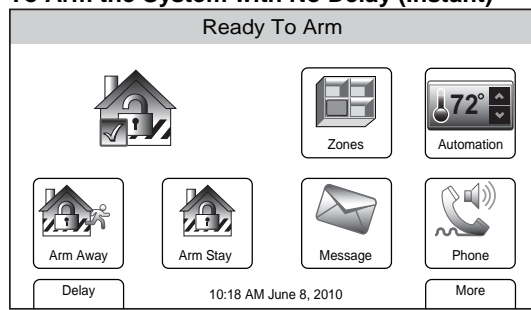 To Arm the System with No Delay (Instant)
Ready To Arm
72°
Zones
Automation
Arm Away
Arm Stay
Message
Phone
Delay
10:18 AM June 8, 2010
More